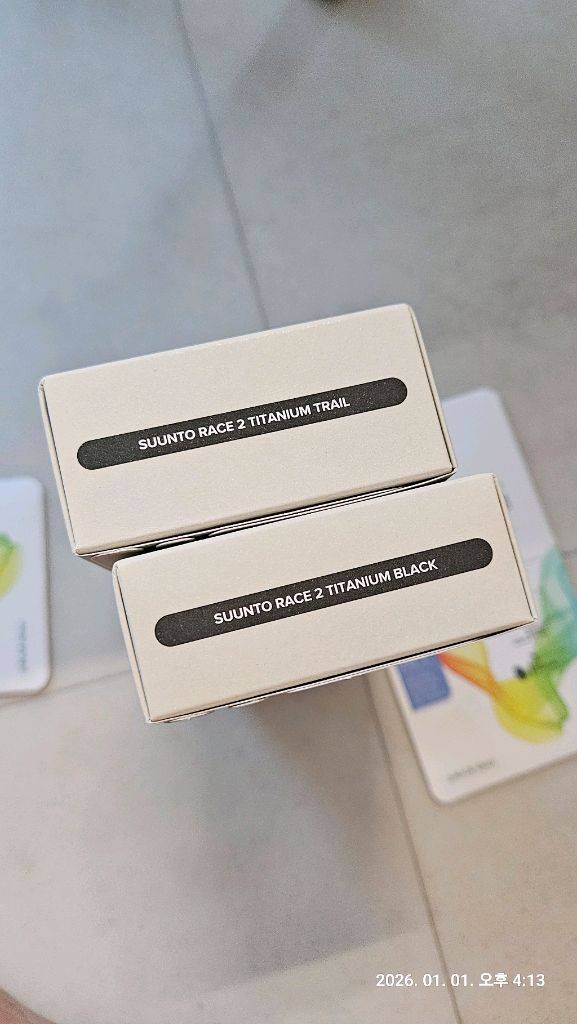 SUUNTO RACE 2 TITANIUM TRAIL
SUUNTO RACE 2 TITANIUM BLACK
2026. 01. 01. 오후 4:13